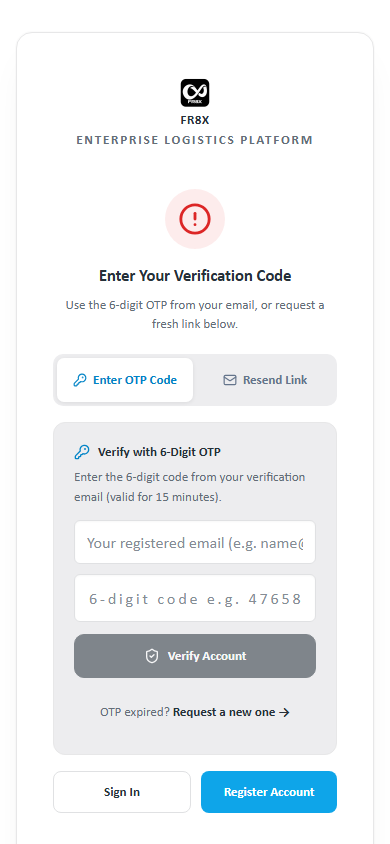 FR8X
FR8X
ENTERPRISE LOGISTICS PLATFORM
Enter Your Verification Code
Use the 6-digit OTP from your email, or request a
fresh link below.
Enter OTP Code
Resend Link
Verify with 6-Digit OTP
Enter the 6-digit code from your verification
email (valid for 15 minutes).
Your registered email (e.g. name@
6-digit code e.g. 47658
Verify Account
OTP expired? Request a new one →
Sign In
Register Account